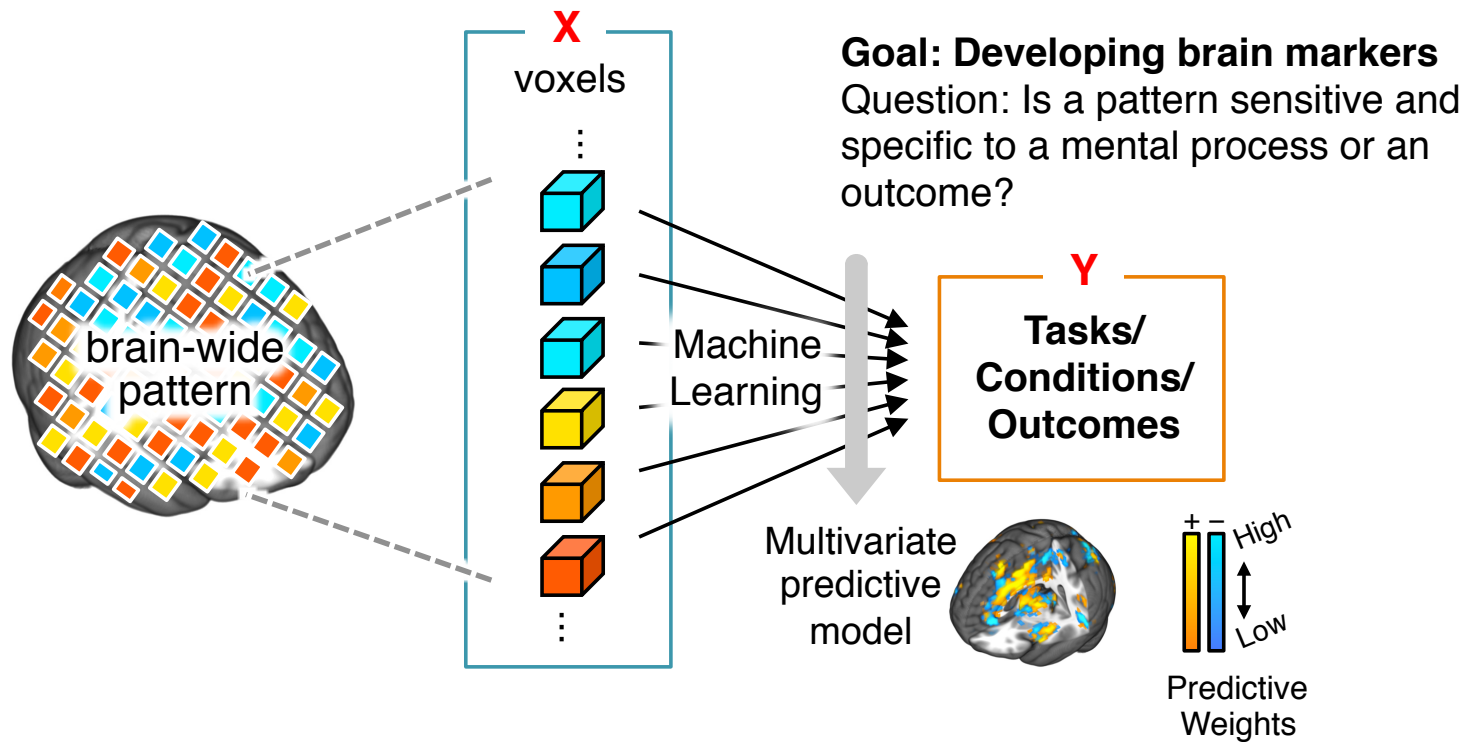 X
voxels
...
brain-wide
pattern
...
Goal: Developing brain markers
Question: Is a pattern sensitive and
specific to a mental process or an
outcome?
Machine
Learning
Y
Tasks/
Conditions/
Outcomes
Multivariate
predictive
model
+ −
High
Low
Predictive
Weights